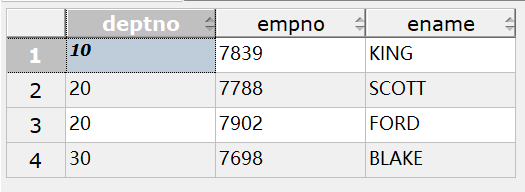 deptno empno ename
1 10 7839 KING
2 20 7788 SCOTT
3 20 7902 FORD
4 30 7698 BLAKE